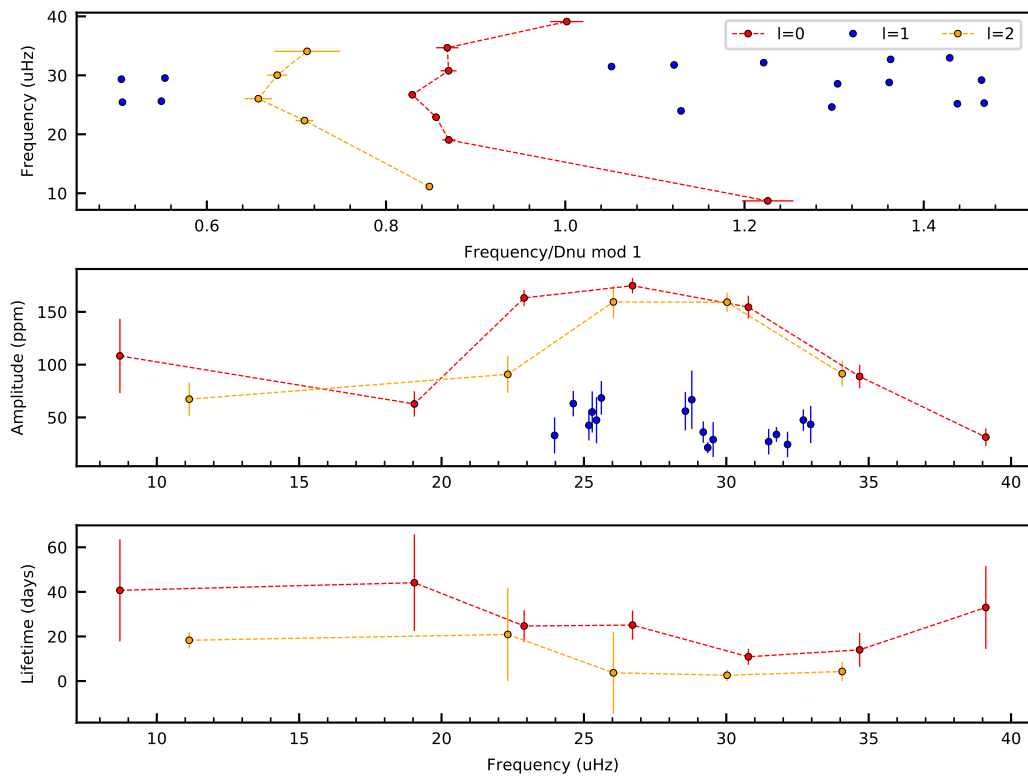 40
30
20
10
Frequency (uHz)
l=0 l=1 l=2
0.6 0.8 1.0 1.2 1.4
Frequency/Dnu mod 1
150
100
50
0
Amplitude (ppm)
10 15 20 25 30 35 40
60
40
20
0
Lifetime (days)
10 15 20 25 30 35 40
Frequency (uHz)